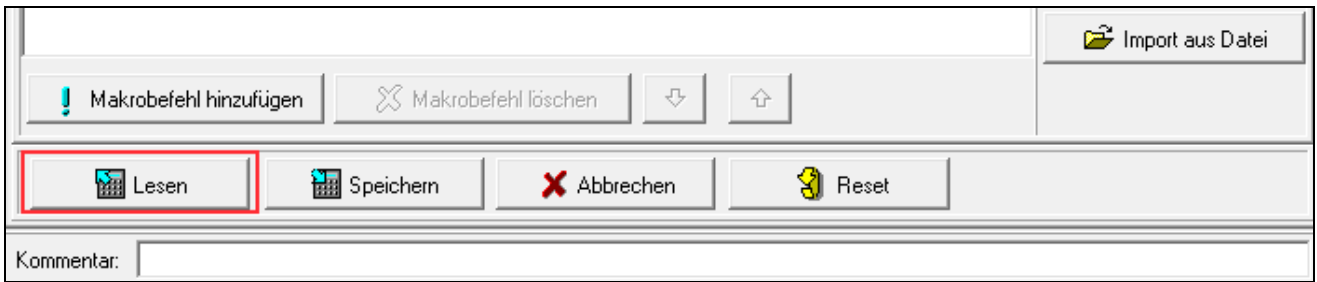 Import aus Datei
Makrobefehl hinzufügen
Makrobefehl löschen
Lesen
Speichern
Abbrechen
Reset
Kommentar: